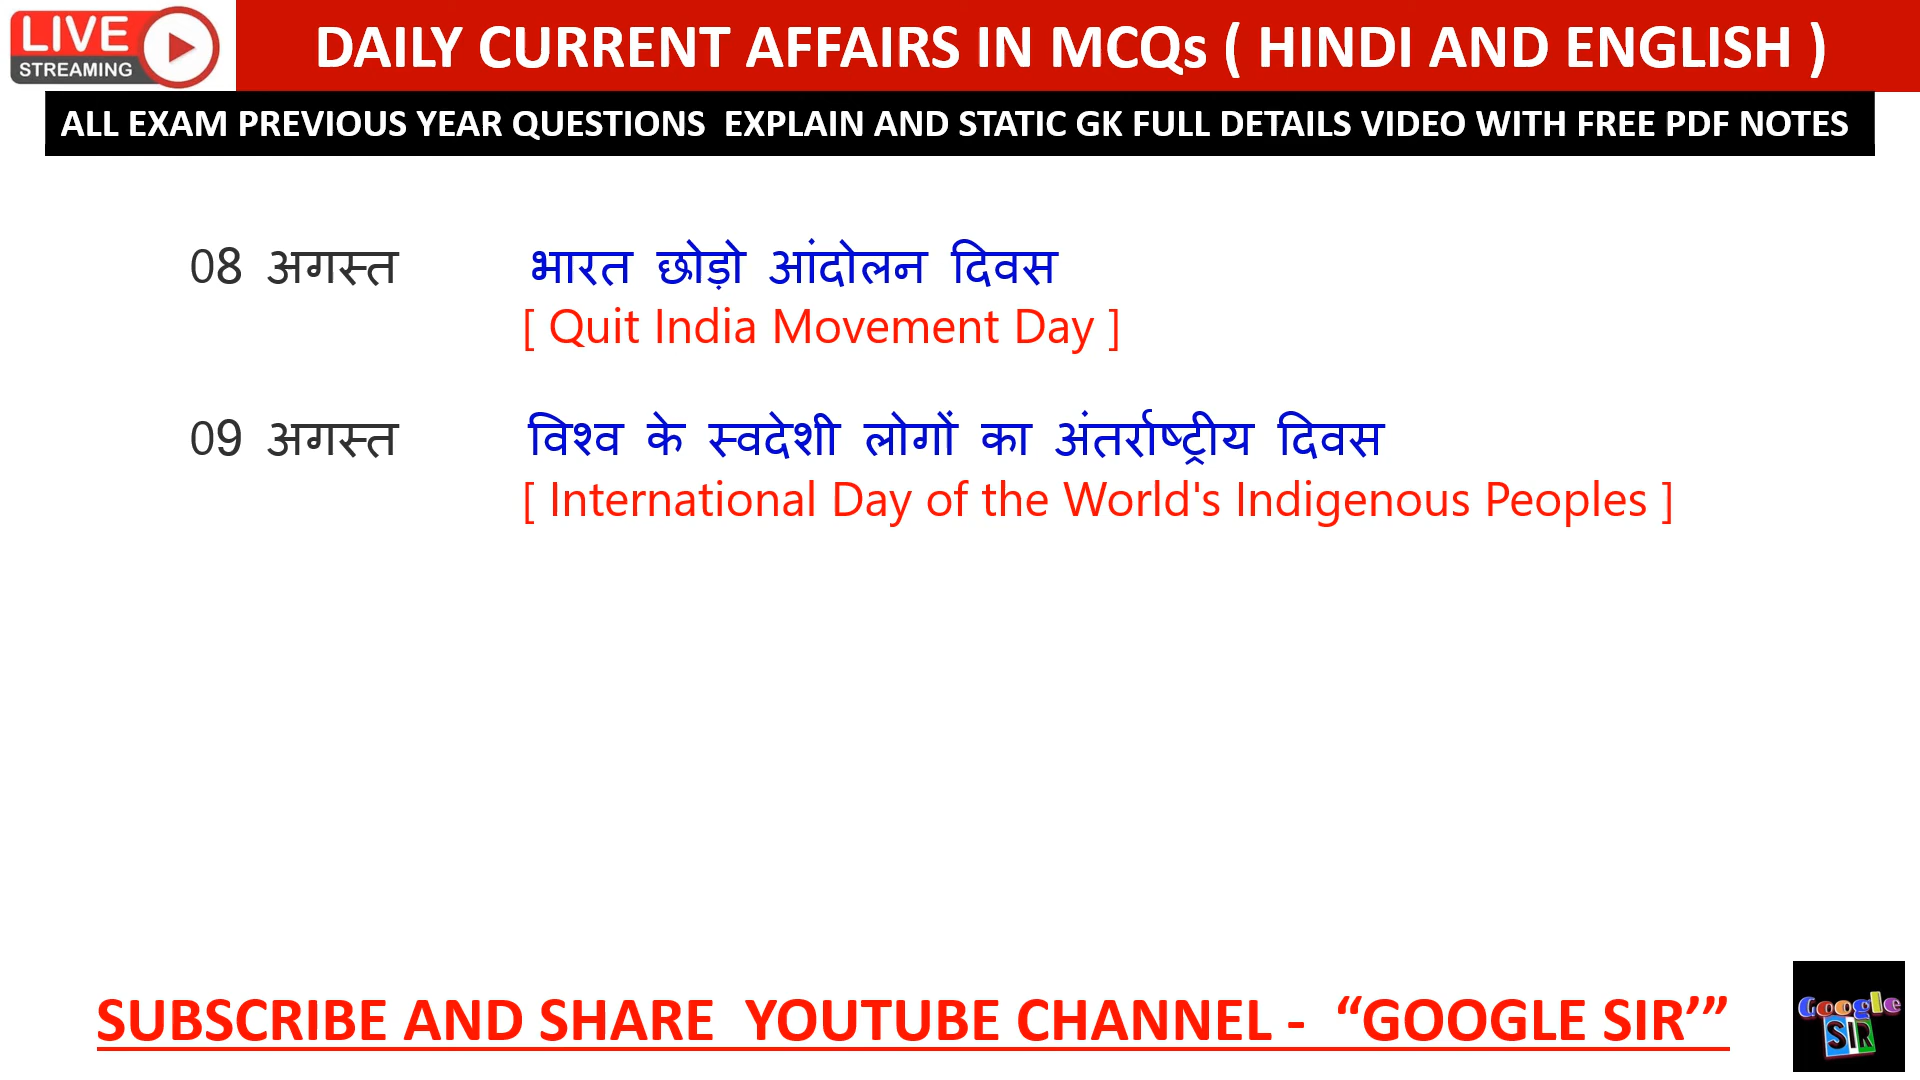 LIVE
STREAMING
DAILY CURRENT AFFAIRS IN MCQs ( HINDI AND ENGLISH )
ALL EXAM PREVIOUS YEAR QUESTIONS EXPLAIN AND STATIC GK FULL DETAILS VIDEO WITH FREE PDF NOTES
08 अगस्त भारत छोड़ो आंदोलन दिवस
[ Quit India Movement Day ]
09 अगस्त विश्व के स्वदेशी लोगों का अंतर्राष्ट्रीय दिवस
[ International Day of the World's Indigenous Peoples ]
SUBSCRIBE AND SHARE YOUTUBE CHANNEL - “GOOGLE SIR’”
Google
SIR